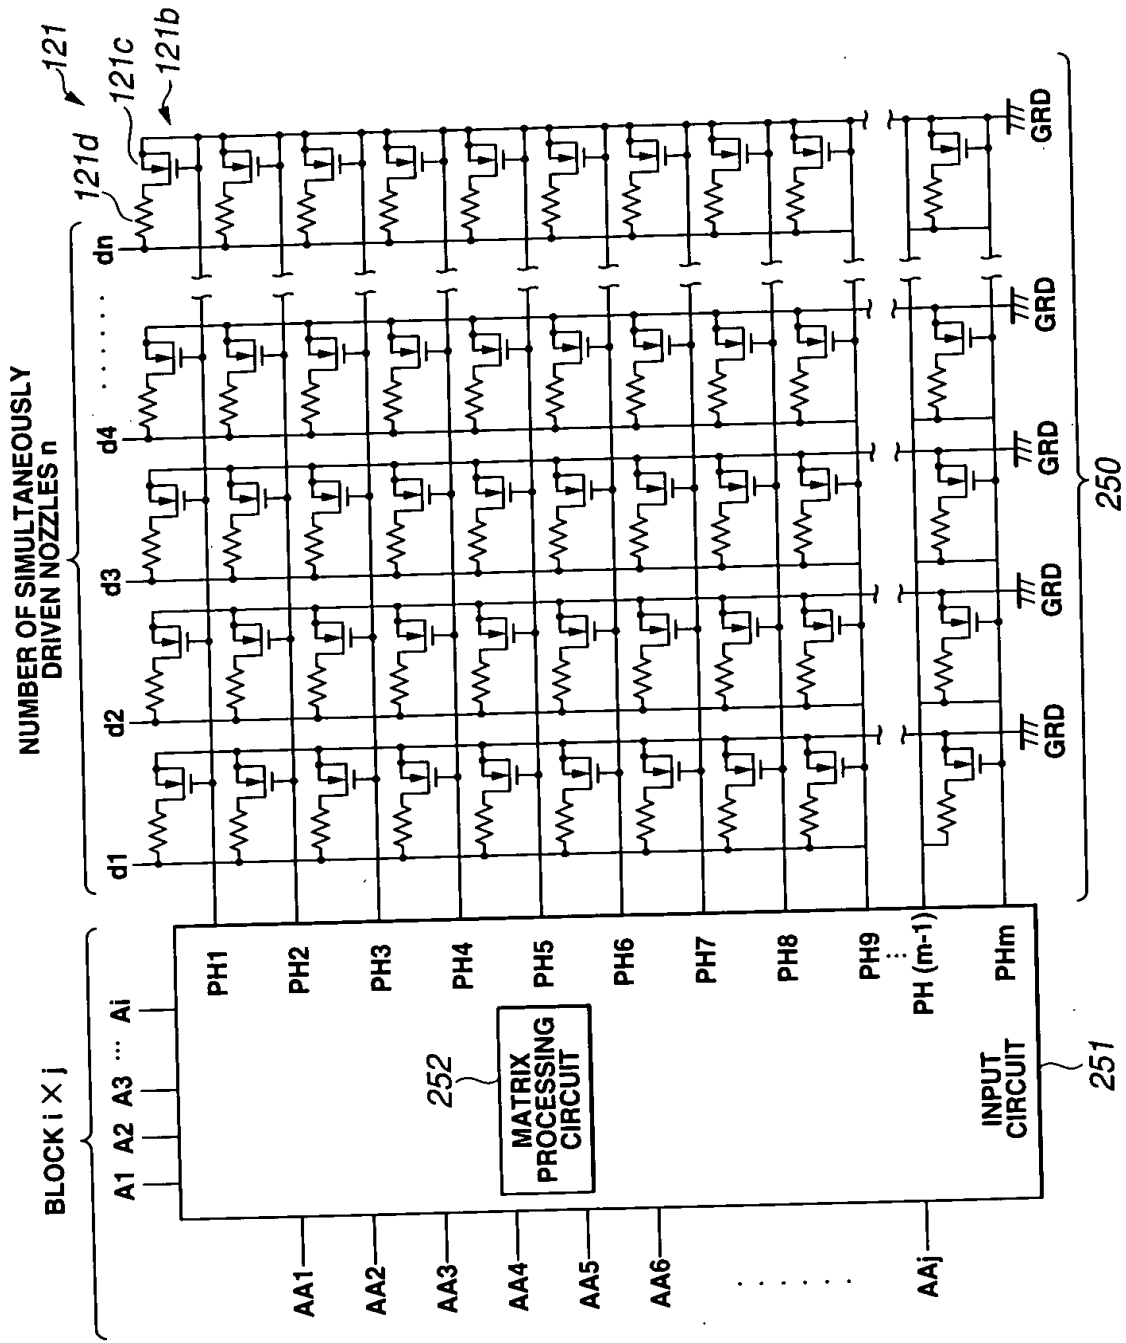 BLOCK i × j
NUMBER OF SIMULTANEOUSLY
DRIVEN NOZZLES n
121
121d
121c
121b
A1 A2 A3 ... Ai
d1 d2 d3 d4 ..... dn
AA1
AA2
AA3
AA4
AA5
AA6
. . . . . .
AAj
252
MATRIX
PROCESSING
CIRCUIT
PH1
PH2
PH3
PH4
PH5
PH6
PH7
PH8
PH9
...
PH (m-1)
PHm
INPUT
CIRCUIT
251
GRD
GRD
GRD
GRD
GRD
250